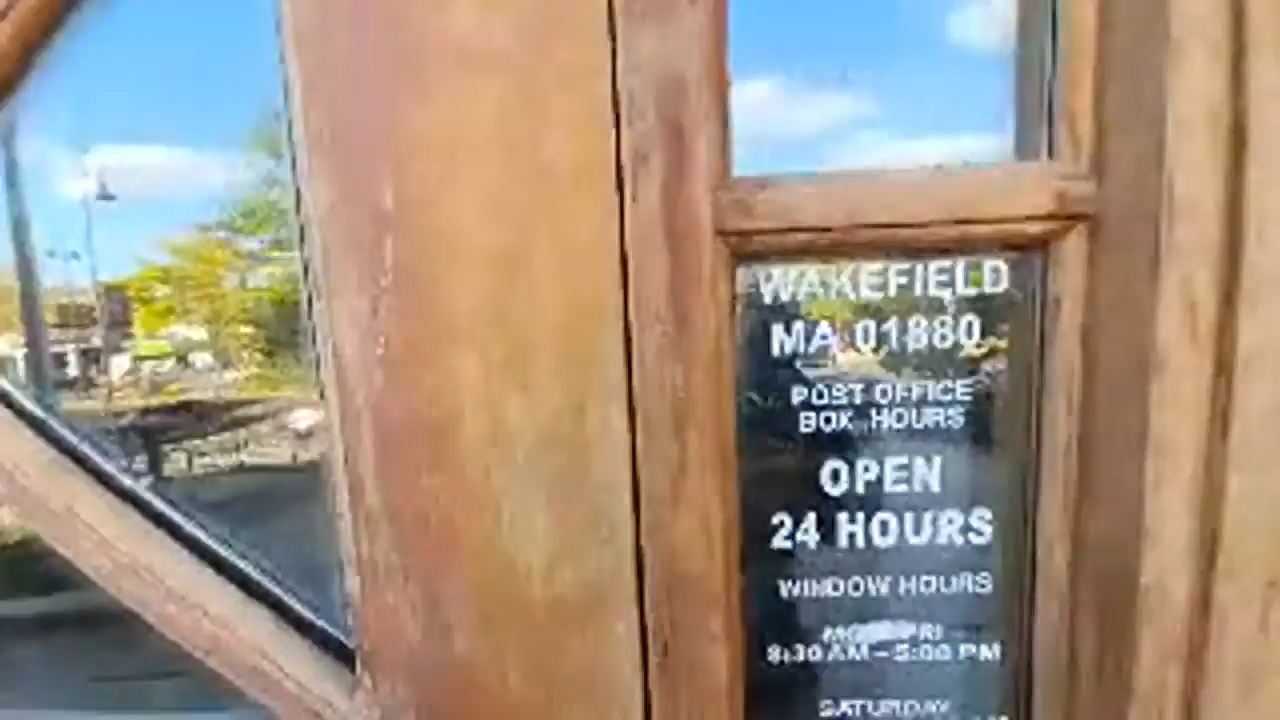 WAKEFIELD
MA 01880
POST OFFICE
BOX HOURS
OPEN
24 HOURS
WINDOW HOURS
PRI
8:30 AM - 5:00 PM
SATURDAY